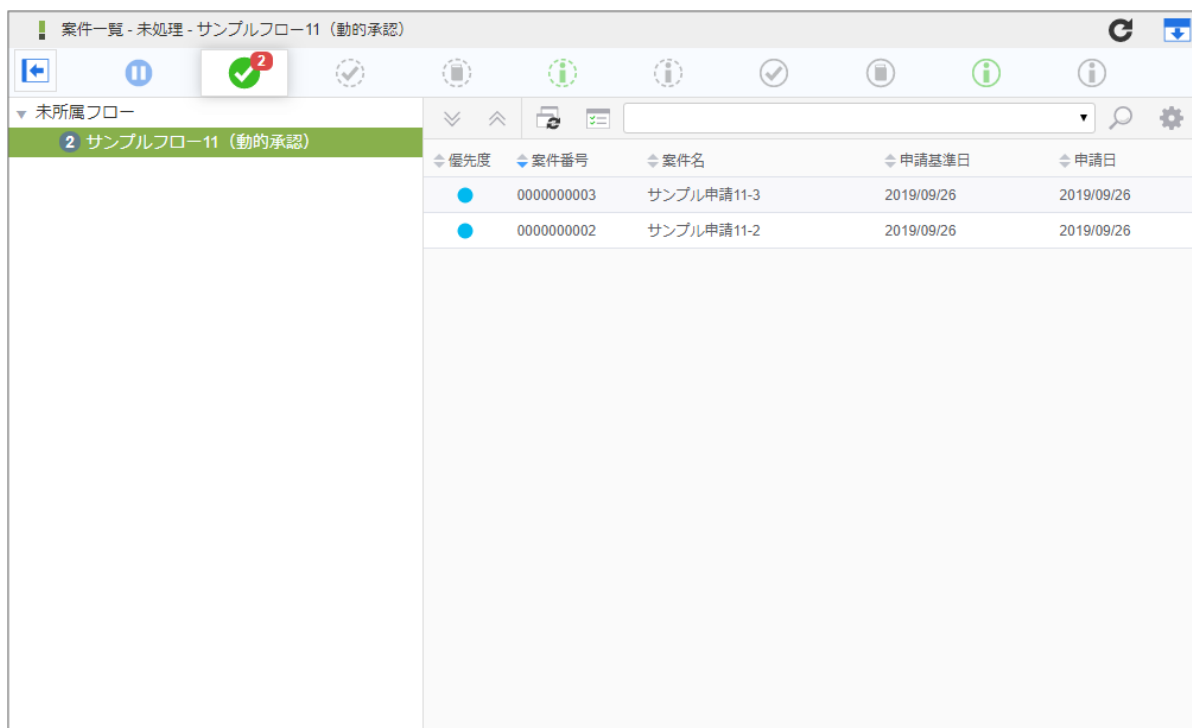 案件一覧 - 未処理 - サンプルフロー11（動的承認）
2
未所属フロー
2 サンプルフロー11（動的承認）
優先度 案件番号 案件名 申請基準日 申請日
0000000003 サンプル申請11-3 2019/09/26 2019/09/26
0000000002 サンプル申請11-2 2019/09/26 2019/09/26